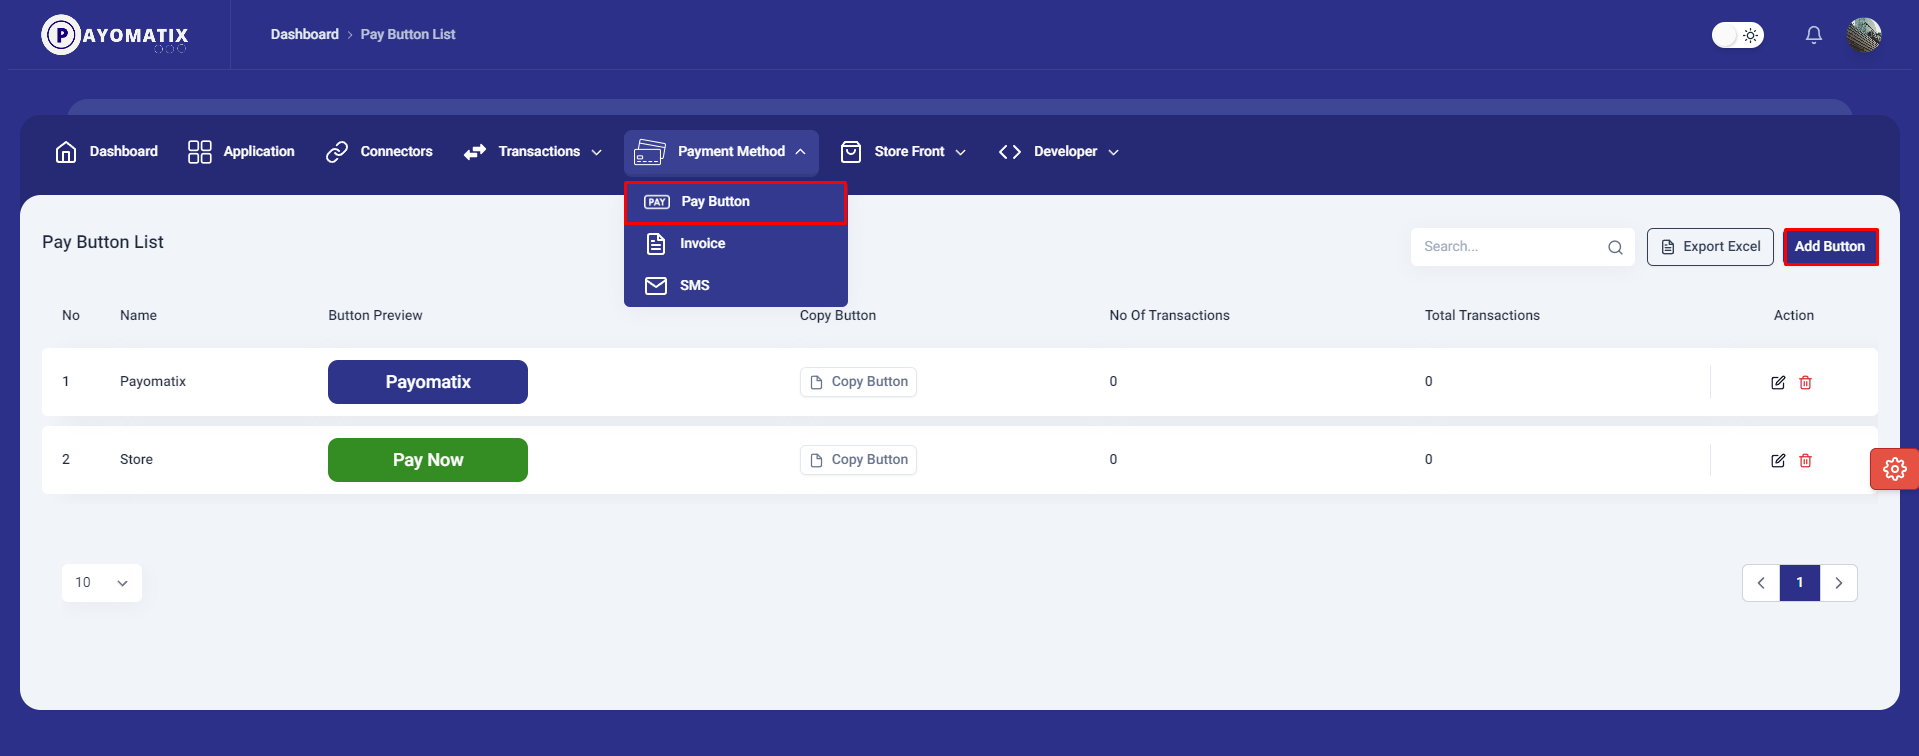 PAYOMATIX
Dashboard > Pay Button List
Dashboard Application Connectors Transactions Payment Method Store Front Developer
PAY Pay Button
Invoice
SMS
Pay Button List
Search... Export Excel Add Button
No Name Button Preview Copy Button No Of Transactions Total Transactions Action
1 Payomatix Payomatix Copy Button 0 0
2 Store Pay Now Copy Button 0 0
10 < 1 >